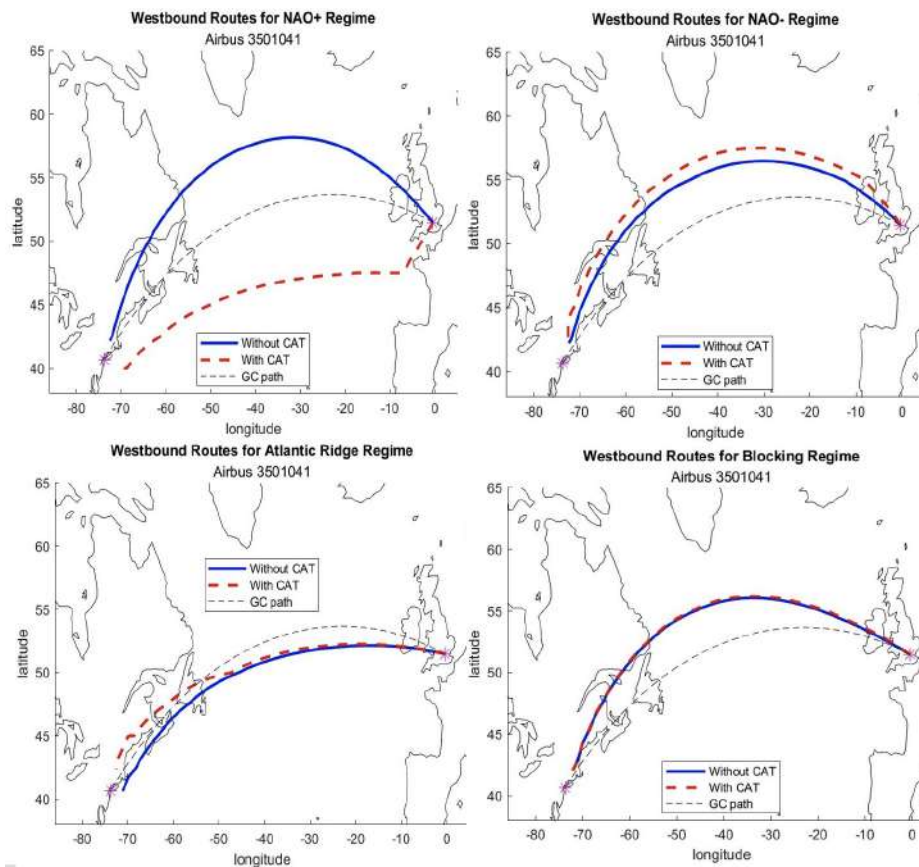 Westbound Routes for NAO+ Regime
Airbus 3501041
65
60
55
50
45
40
latitude
-80 -70 -60 -50 -40 -30 -20 -10 0
longitude
Without CAT
With CAT
GC path
Westbound Routes for NAO- Regime
Airbus 3501041
65
60
55
50
45
40
latitude
-80 -70 -60 -50 -40 -30 -20 -10 0
longitude
Without CAT
With CAT
GC path
Westbound Routes for Atlantic Ridge Regime
Airbus 3501041
65
60
55
50
45
40
latitude
-80 -70 -60 -50 -40 -30 -20 -10 0
longitude
Without CAT
With CAT
GC path
Westbound Routes for Blocking Regime
Airbus 3501041
65
60
55
50
45
40
latitude
-80 -70 -60 -50 -40 -30 -20 -10 0
longitude
Without CAT
With CAT
GC path